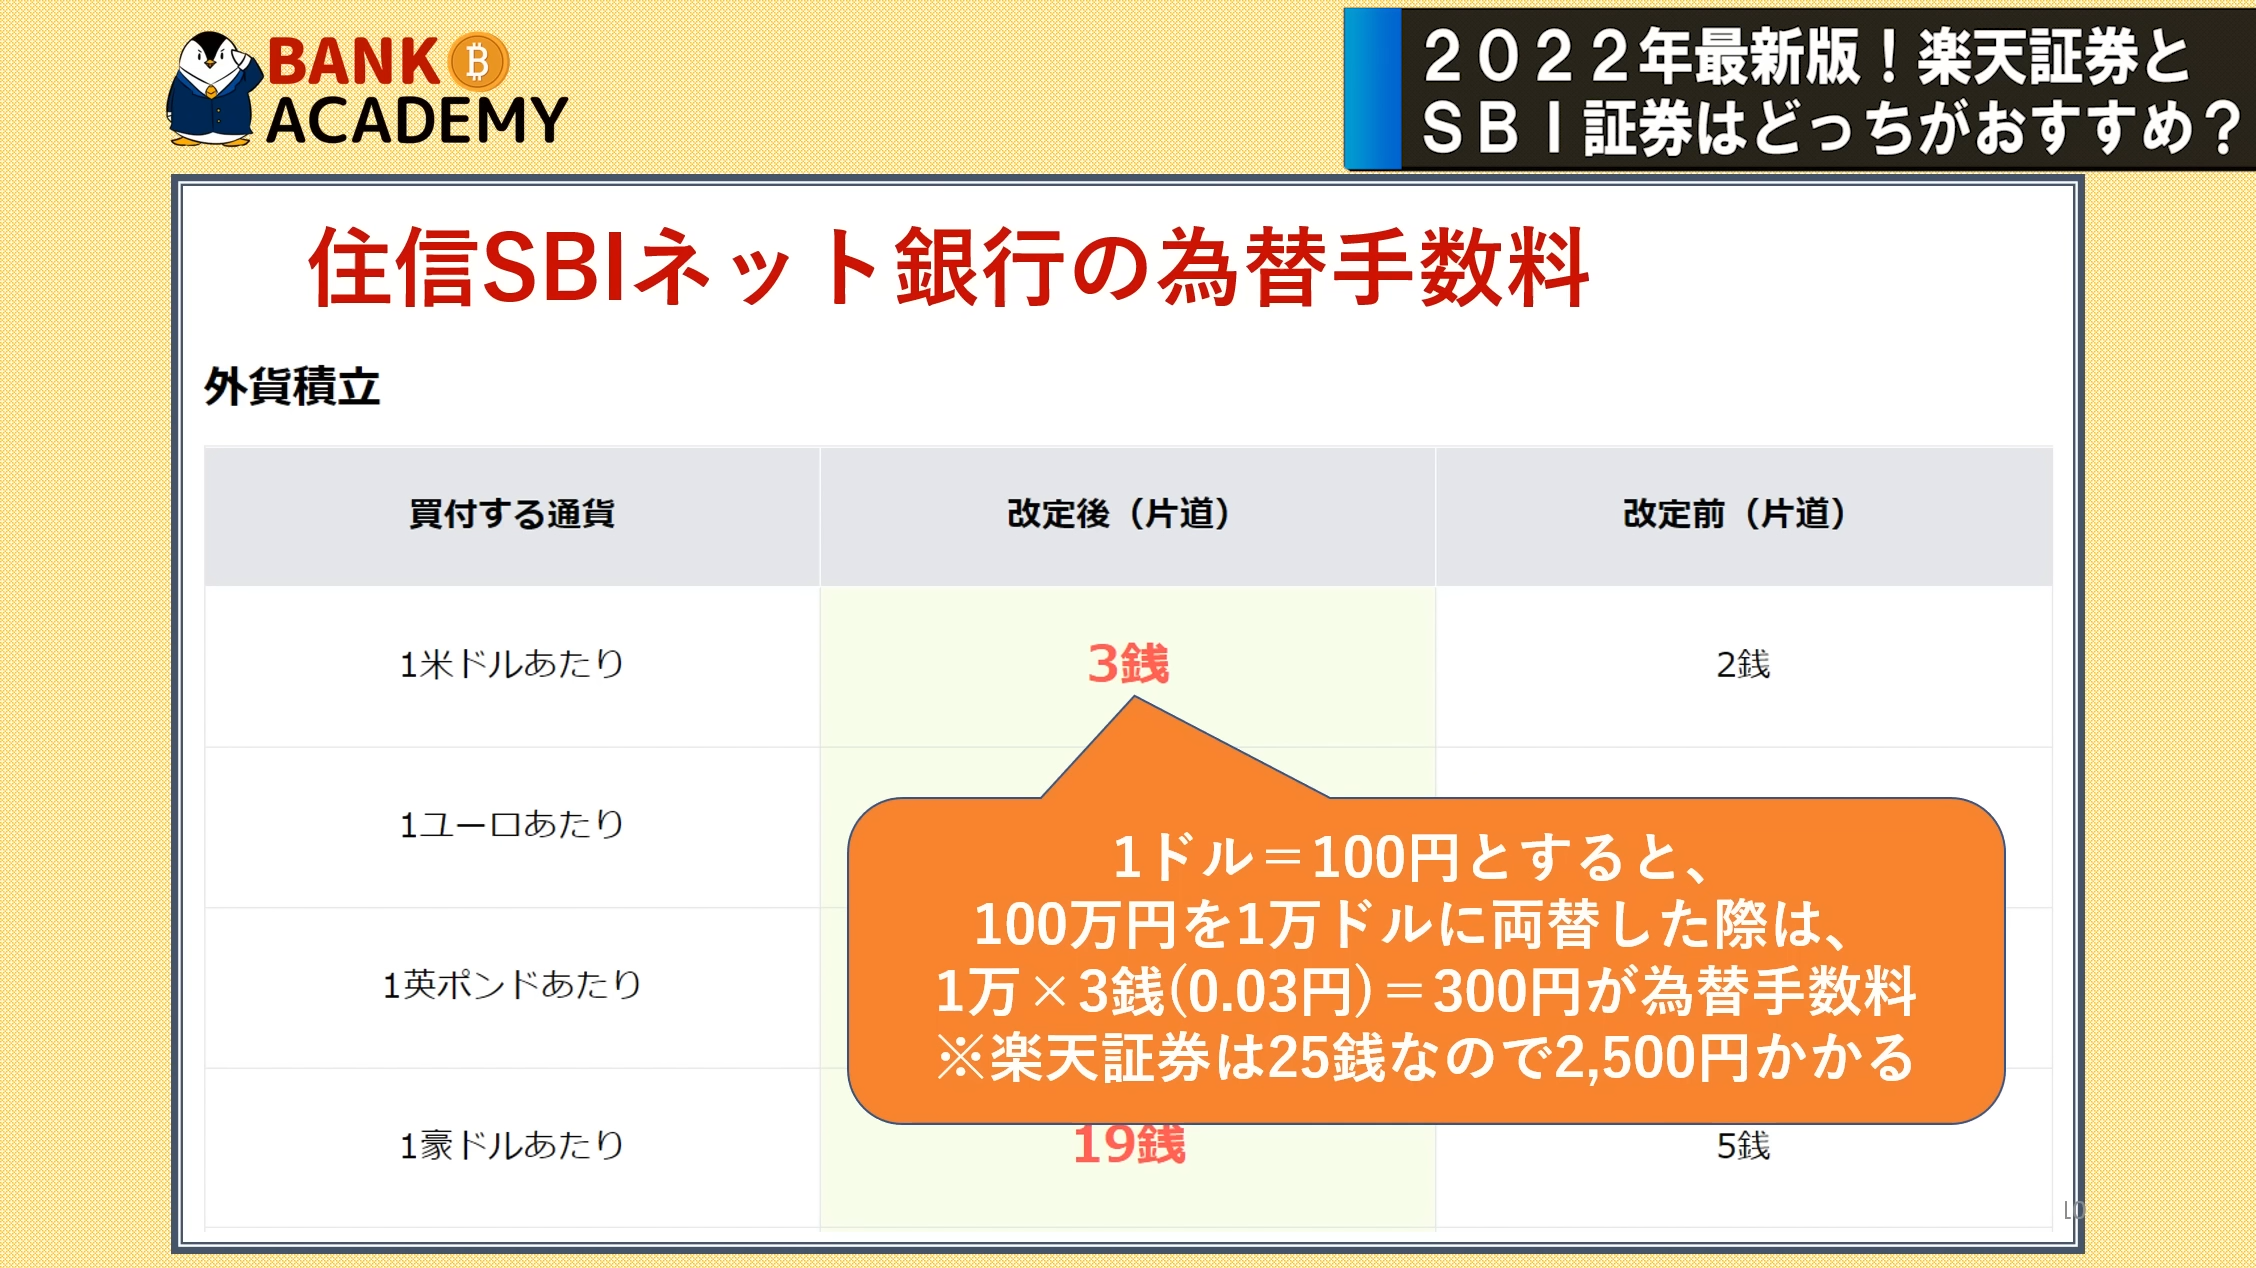 BANK
ACADEMY
2022年最新版！楽天証券と
SBI証券はどっちがおすすめ？
住信SBIネット銀行の為替手数料
外貨積立
買付する通貨 改定後（片道） 改定前（片道）
1米ドルあたり 3銭 2銭
1ユーロあたり
1英ポンドあたり
1ドル＝100円とすると、
100万円を1万ドルに両替した際は、
1万×3銭(0.03円)＝300円が為替手数料
※楽天証券は25銭なので2,500円かかる
1豪ドルあたり 19銭 5銭